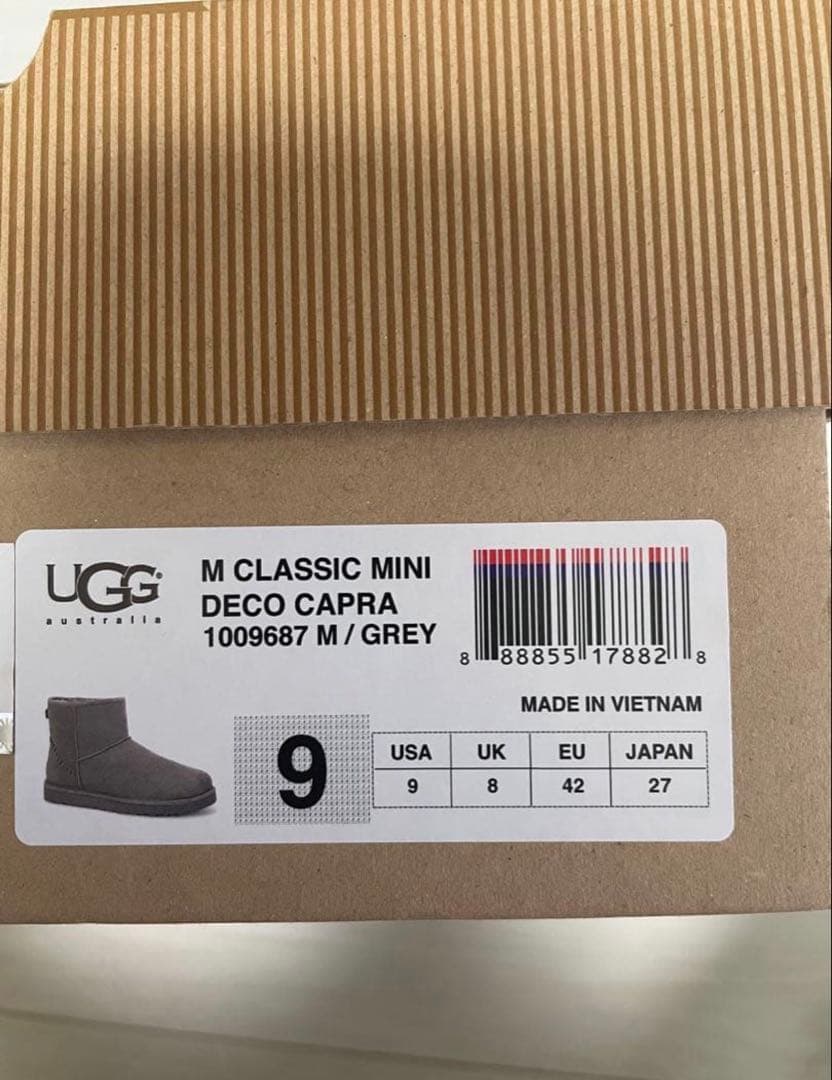 UGG®
australia
M CLASSIC MINI
DECO CAPRA
1009687 M / GREY
8 88855 17882 8
MADE IN VIETNAM
9
USA UK EU JAPAN
9 8 42 27